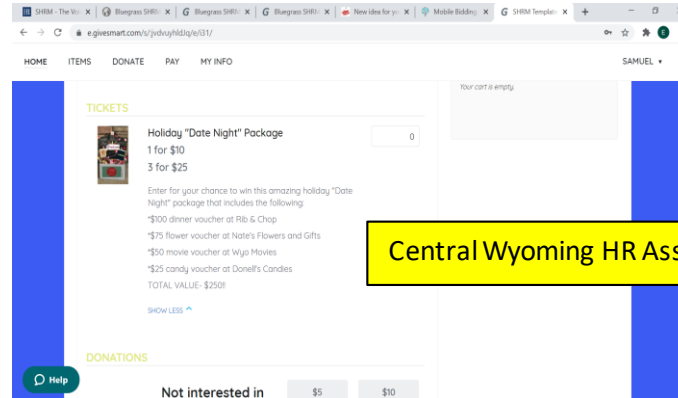 SHRM - The Vo
Bluegrass SHRM
Bluegrass SHRM
Bluegrass SHRM
New idea for yo
Mobile Bidding
SHRM Template
e.givesmart.com/s/jvdvuyhldJq/e/i31/
HOME ITEMS DONATE PAY MY INFO SAMUEL
Your cart is empty.
TICKETS
Holiday "Date Night" Package
0
1 for $10
3 for $25
Enter for your chance to win this amazing holiday "Date
Night" package that includes the following:
*$100 dinner voucher at Rib & Chop
*$75 flower voucher at Nate's Flowers and Gifts
*$50 movie voucher at Wyo Movies
*$25 candy voucher at Donell's Candies
TOTAL VALUE- $250!!
SHOW LESS
Central Wyoming HR Ass
DONATIONS
Not interested in
$5 $10
Help